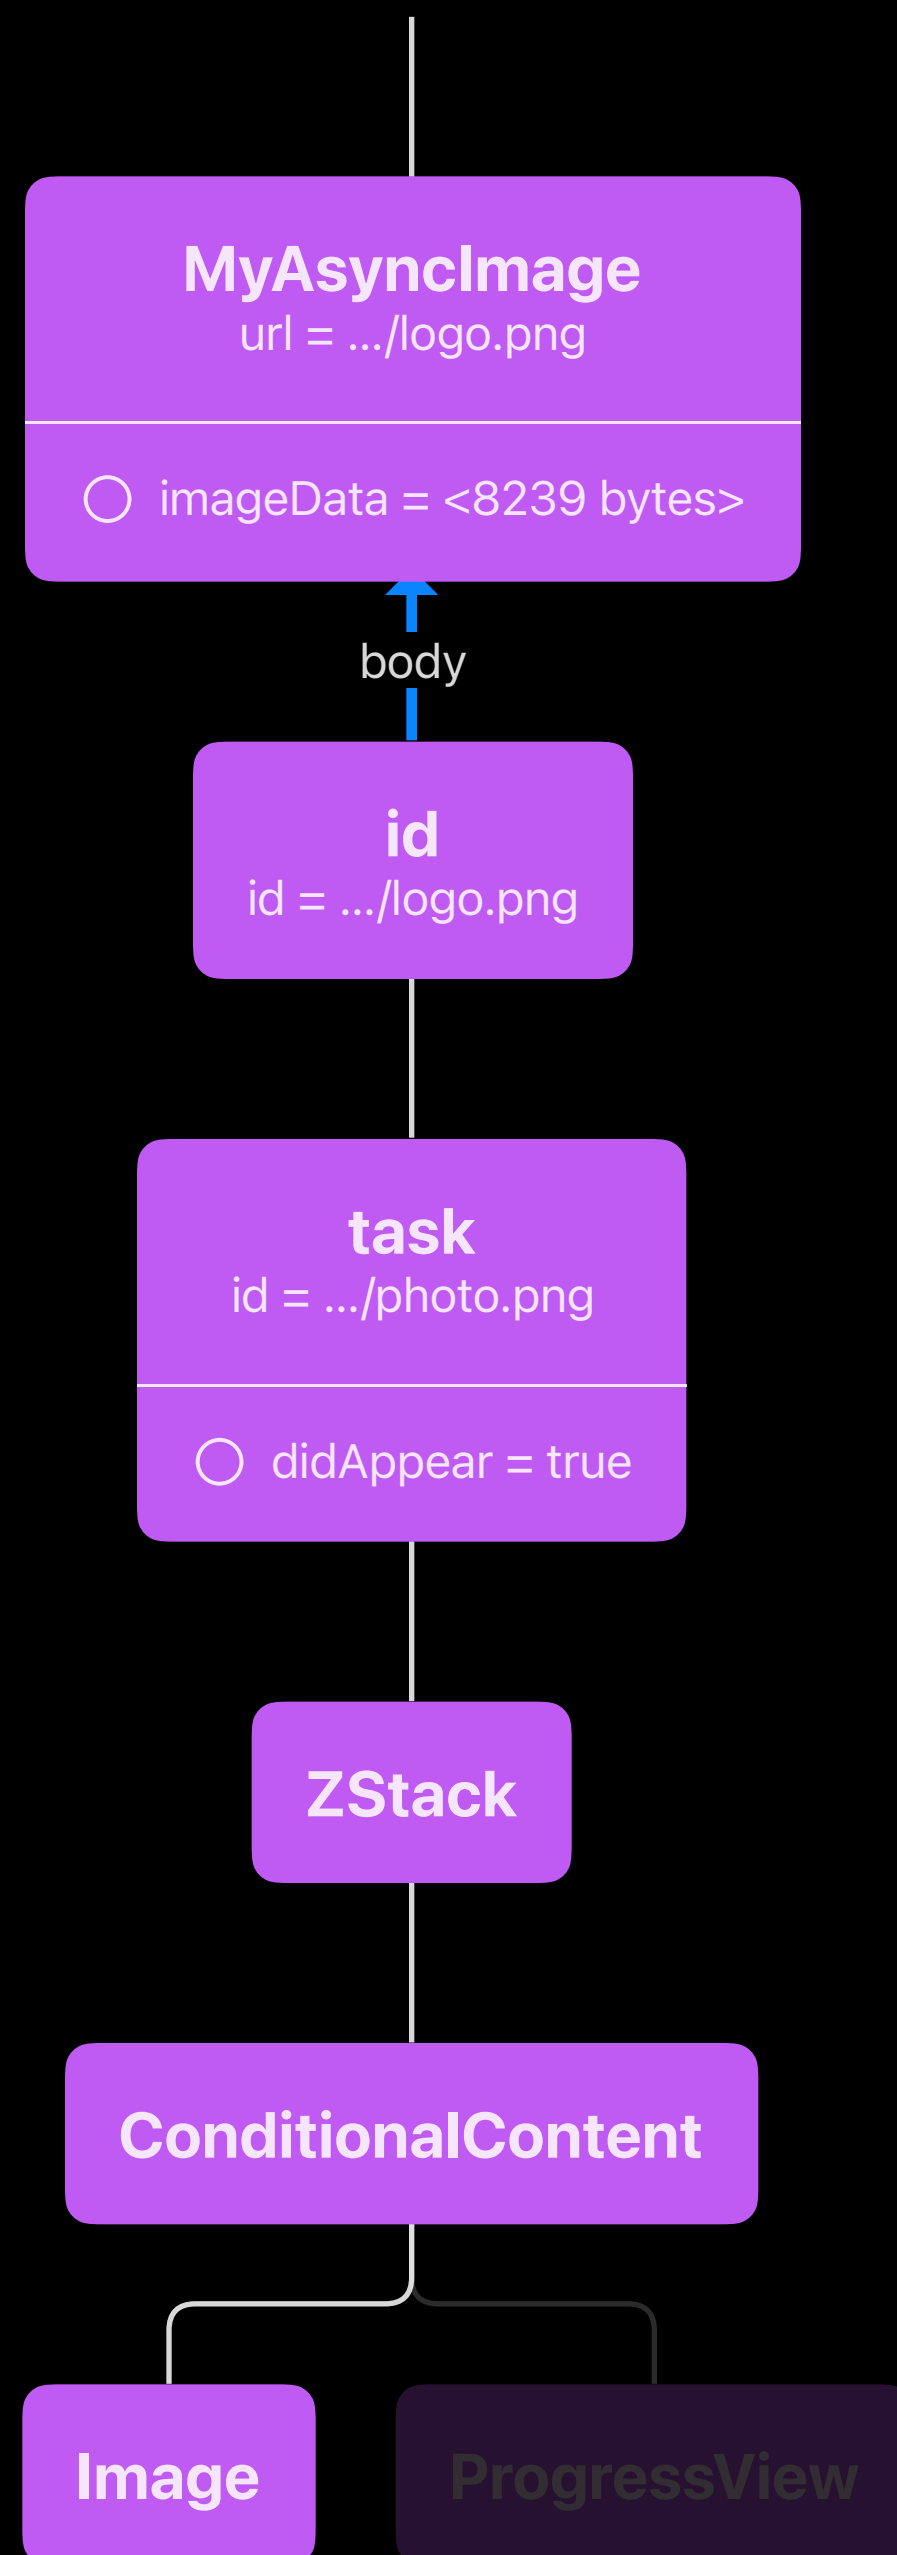 MyAsyncImage
url = .../logo.png
imageData = <8239 bytes>
body
id
id = .../logo.png
task
id = .../photo.png
didAppear = true
ZStack
ConditionalContent
Image
ProgressView